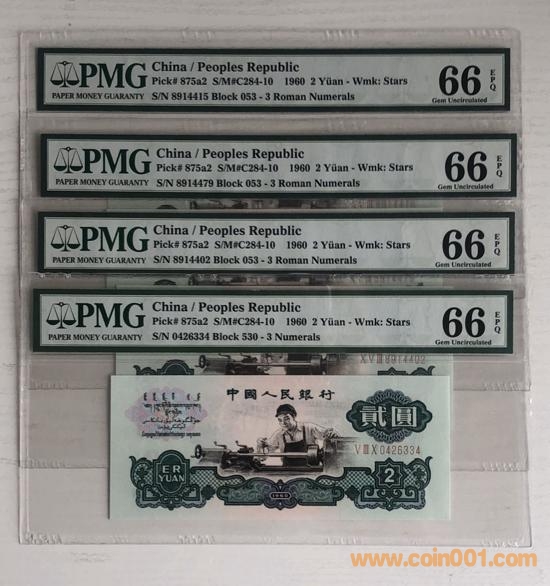 PMG
PAPER MONEY GUARANTY
China / Peoples Republic
Pick# 875a2 S/M#C284-10 1960 2 Yüan - Wmk: Stars
S/N 8914415 Block 053 - 3 Roman Numerals
66 EPQ
Gem Uncirculated
PMG
PAPER MONEY GUARANTY
China / Peoples Republic
Pick# 875a2 S/M#C284-10 1960 2 Yüan - Wmk: Stars
S/N 8914479 Block 053 - 3 Roman Numerals
66 EPQ
Gem Uncirculated
PMG
PAPER MONEY GUARANTY
China / Peoples Republic
Pick# 875a2 S/M#C284-10 1960 2 Yüan - Wmk: Stars
S/N 8914402 Block 053 - 3 Roman Numerals
66 EPQ
Gem Uncirculated
PMG
PAPER MONEY GUARANTY
China / Peoples Republic
Pick# 875a2 S/M#C284-10 1960 2 Yüan - Wmk: Stars
S/N 0426334 Block 530 - 3 Numerals
66 EPQ
Gem Uncirculated
XVIII8914402
中國人民銀行
貳圓
VIIIX0426334
ER
YUAN
1960
2
www.coin001.com